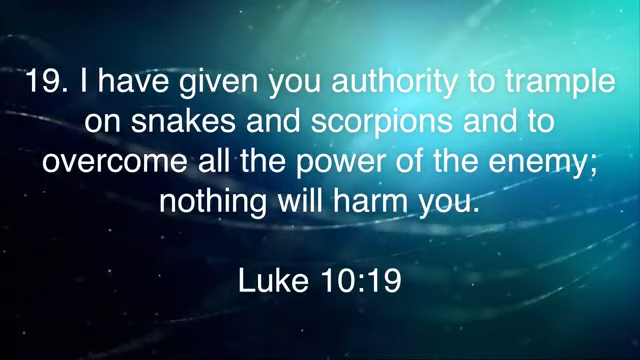 19. I have given you authority to trample
on snakes and scorpions and to
overcome all the power of the enemy;
nothing will harm you.
Luke 10:19